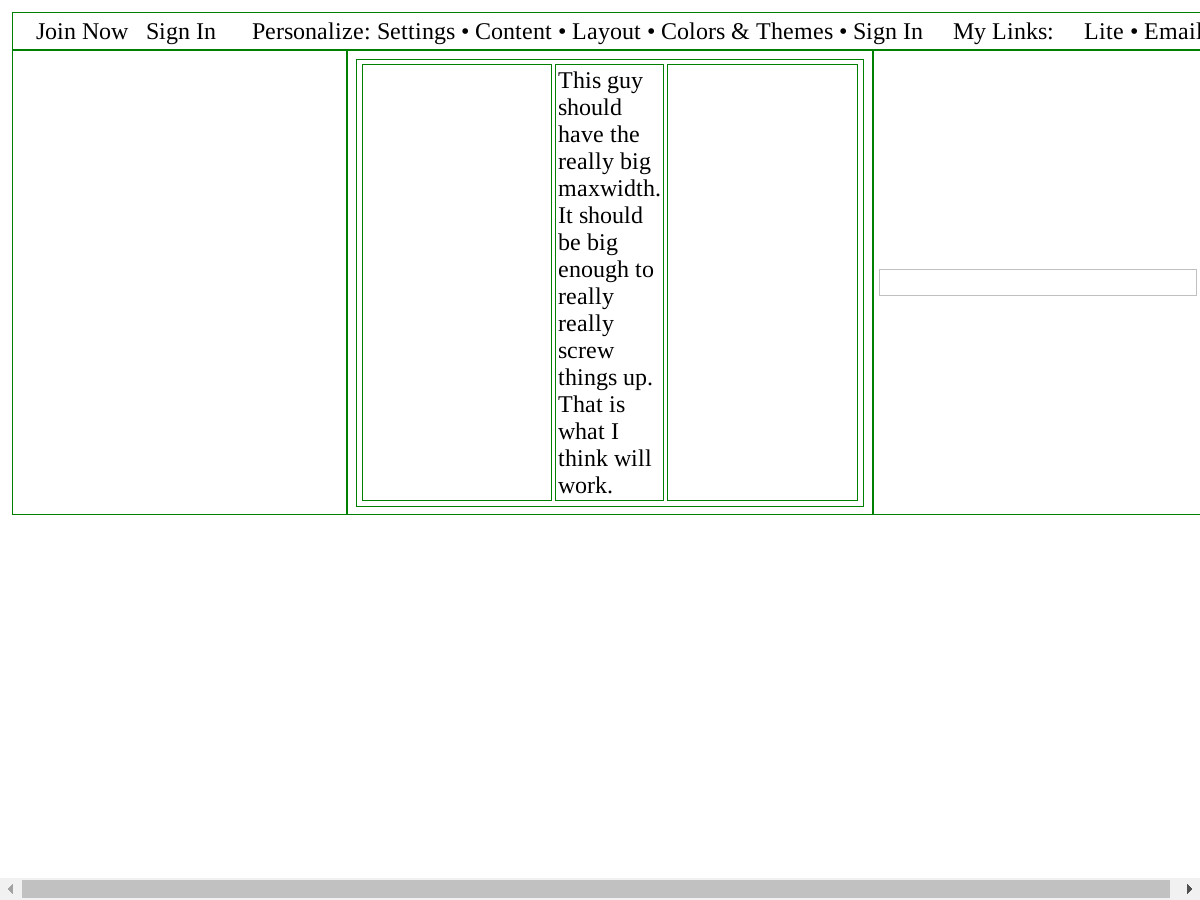 Join Now Sign In Personalize: Settings • Content • Layout • Colors & Themes • Sign In My Links: Lite • Email
This guy
should
have the
really big
maxwidth.
It should
be big
enough to
really
really
screw
things up.
That is
what I
think will
work.